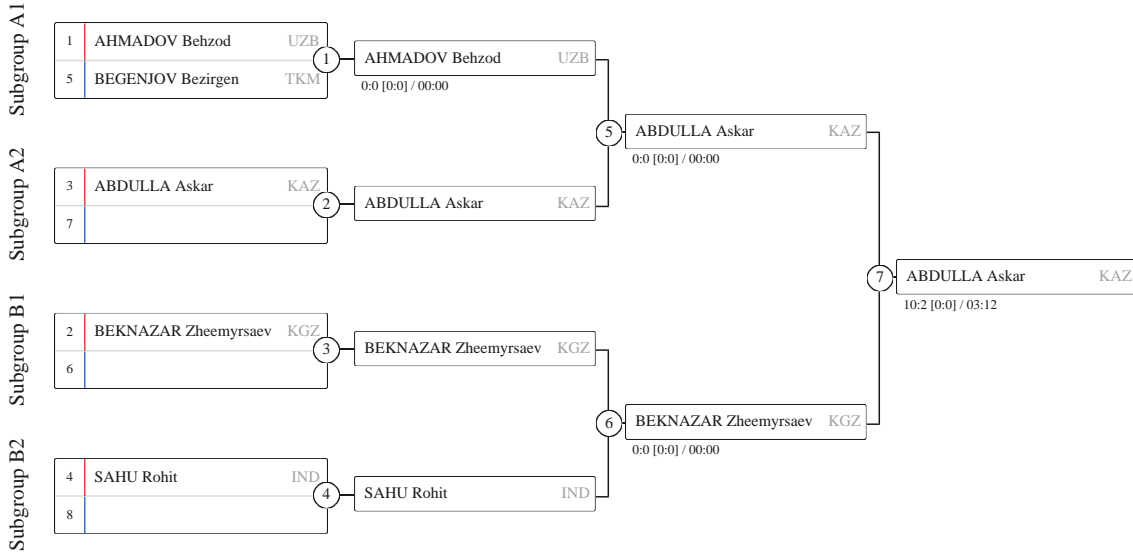 Subgroup A1
1 AHMADOV Behzod UZB
5 BEGENJOV Bezirgen TKM
1
AHMADOV Behzod UZB
0:0 [0:0] / 00:00
Subgroup A2
3 ABDULLA Askar KAZ
7
2
ABDULLA Askar KAZ
5
ABDULLA Askar KAZ
0:0 [0:0] / 00:00
Subgroup B1
2 BEKNAZAR Zheemyrsaev KGZ
6
3
BEKNAZAR Zheemyrsaev KGZ
Subgroup B2
4 SAHU Rohit IND
8
4
SAHU Rohit IND
6
BEKNAZAR Zheemyrsaev KGZ
0:0 [0:0] / 00:00
7
ABDULLA Askar KAZ
10:2 [0:0] / 03:12